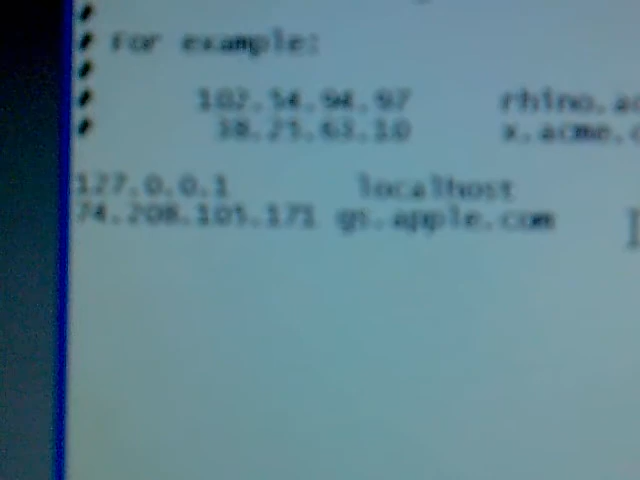 #
# For example:
#
# 102.54.94.97 rhino.ac
# 38.25.63.10 x.acme.c
127.0.0.1 localhost
74.208.105.171 gs.apple.com